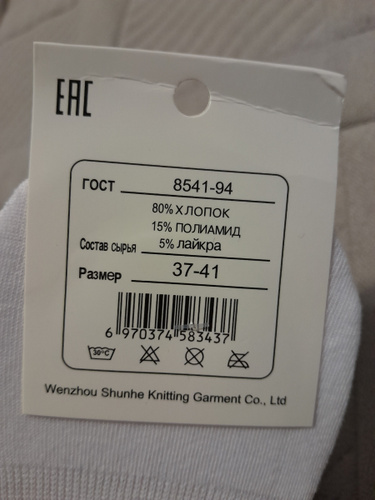 ЕАС
ГОСТ 8541-94
80% ХЛОПОК
15% ПОЛИАМИД
Состав сырья 5% лайкра
Размер 37-41
6 970374 583437
30°C
Wenzhou Shunhe Knitting Garment Co., Ltd